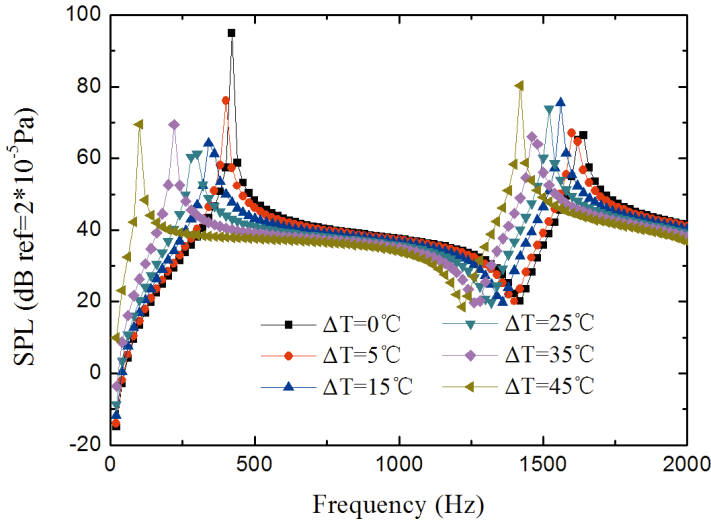 100
80
60
40
20
0
-20
SPL (dB ref=2*10⁻⁵Pa)
ΔT=0℃
ΔT=5℃
ΔT=15℃
ΔT=25℃
ΔT=35℃
ΔT=45℃
0
500
1000
1500
2000
Frequency (Hz)